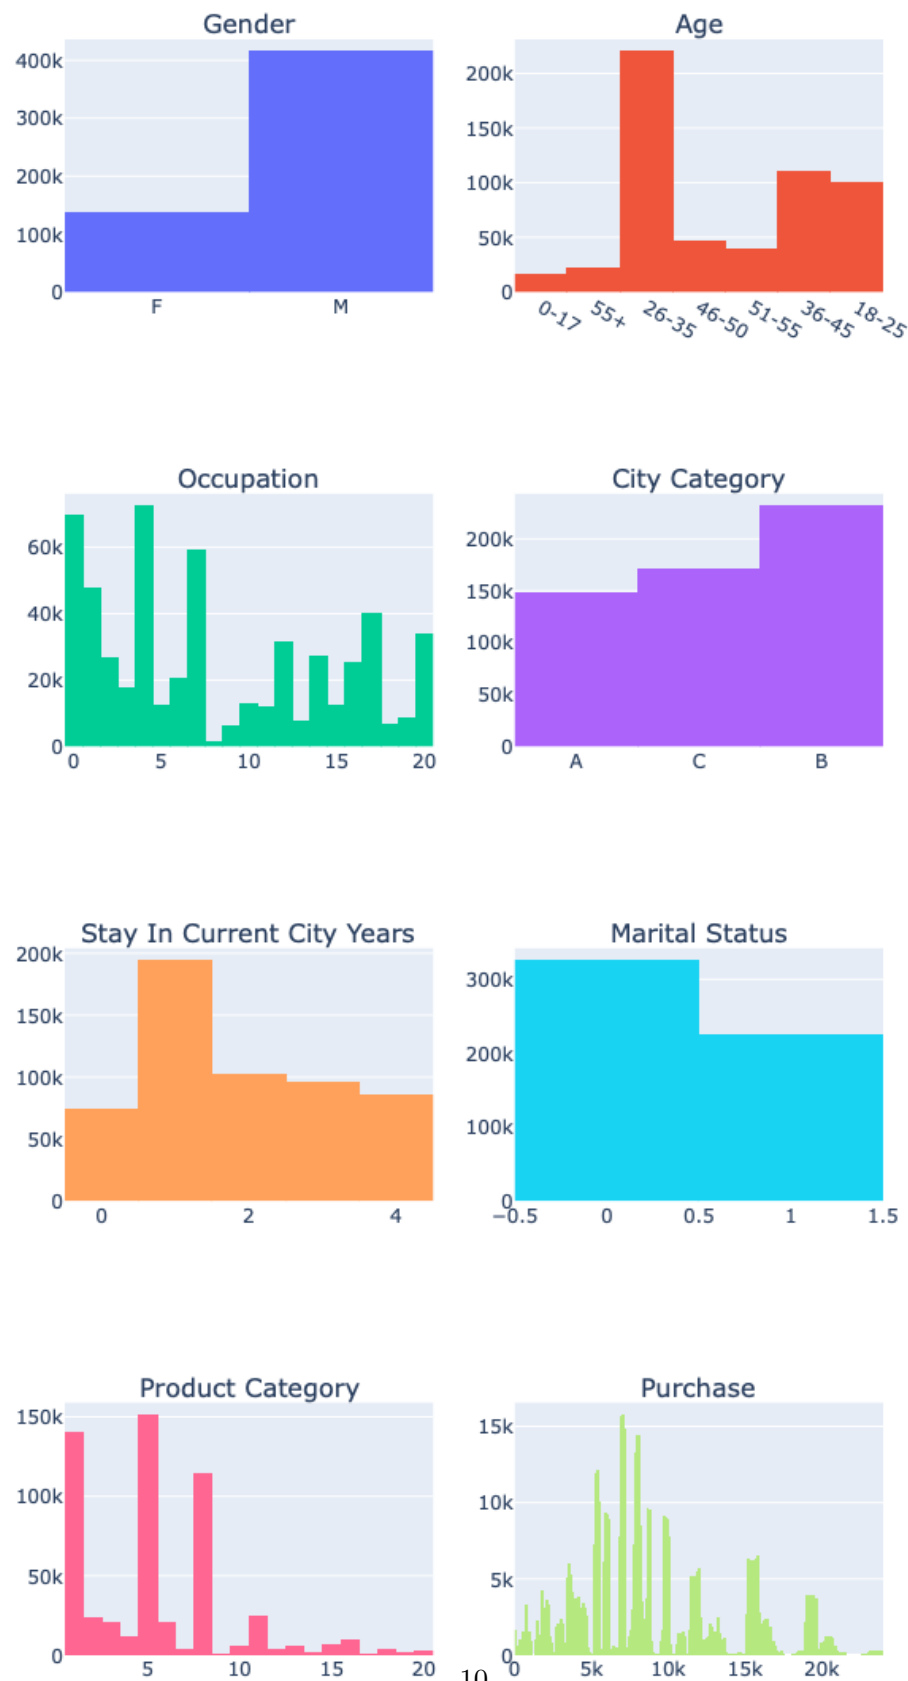 Gender
Age
400k
300k
200k
100k
0
F
M
200k
150k
100k
50k
0
0-17
55+
26-35
46-50
51-55
36-45
18-25
Occupation
City Category
60k
40k
20k
0
0
5
10
15
20
200k
150k
100k
50k
0
A
C
B
Stay In Current City Years
Marital Status
200k
150k
100k
50k
0
0
2
4
300k
200k
100k
0
−0.5
0
0.5
1
1.5
Product Category
Purchase
150k
100k
50k
0
5
10
15
20
15k
10k
5k
0
0
5k
10k
15k
20k
10